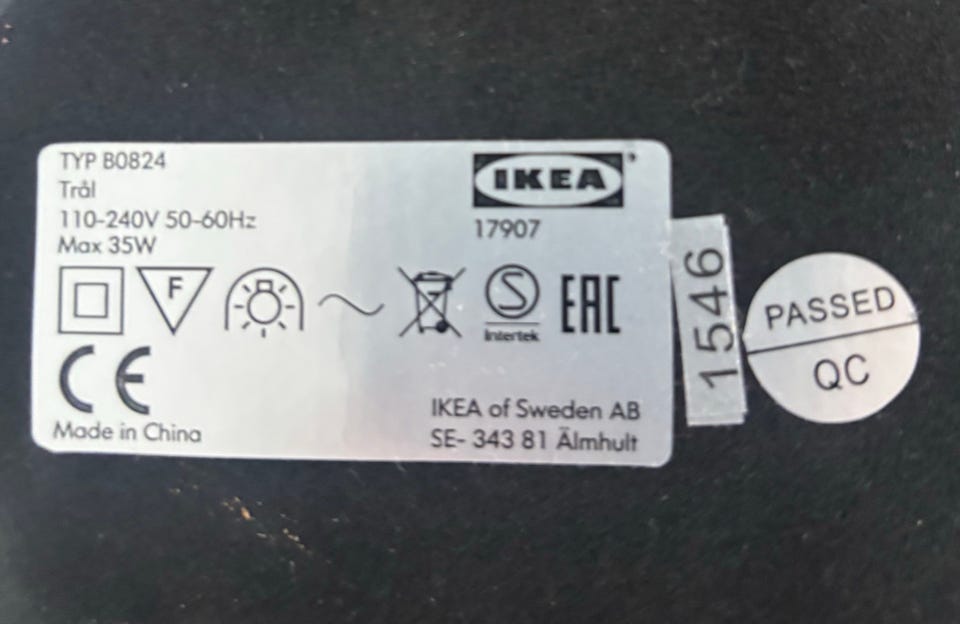 TYP B0824
Trål
110-240V 50-60Hz
Max 35W
IKEA
17907
F
S
Intertek
EAC
CE
Made in China
IKEA of Sweden AB
SE- 343 81 Älmhult
1546
PASSED
QC